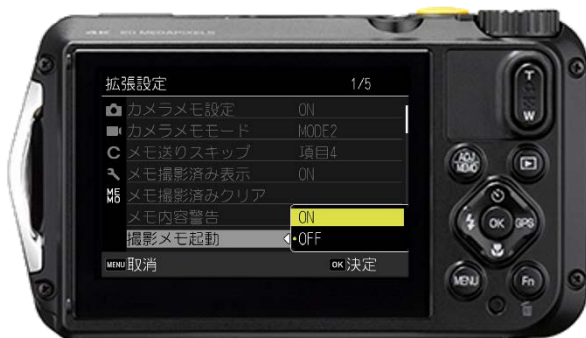 4K 20 MEGAPIXELS
拡張設定 1/5
カメラメモ設定 ON
カメラメモモード MODE2
C メモ送りスキップ 項目4
メモ撮影済み表示 ON
MEMO メモ撮影済みクリア
メモ内容警告 ON
撮影メモ起動 OFF
MENU 取消 OK 決定
T
W
ADJ MEMO
OK GPS
MENU Fn